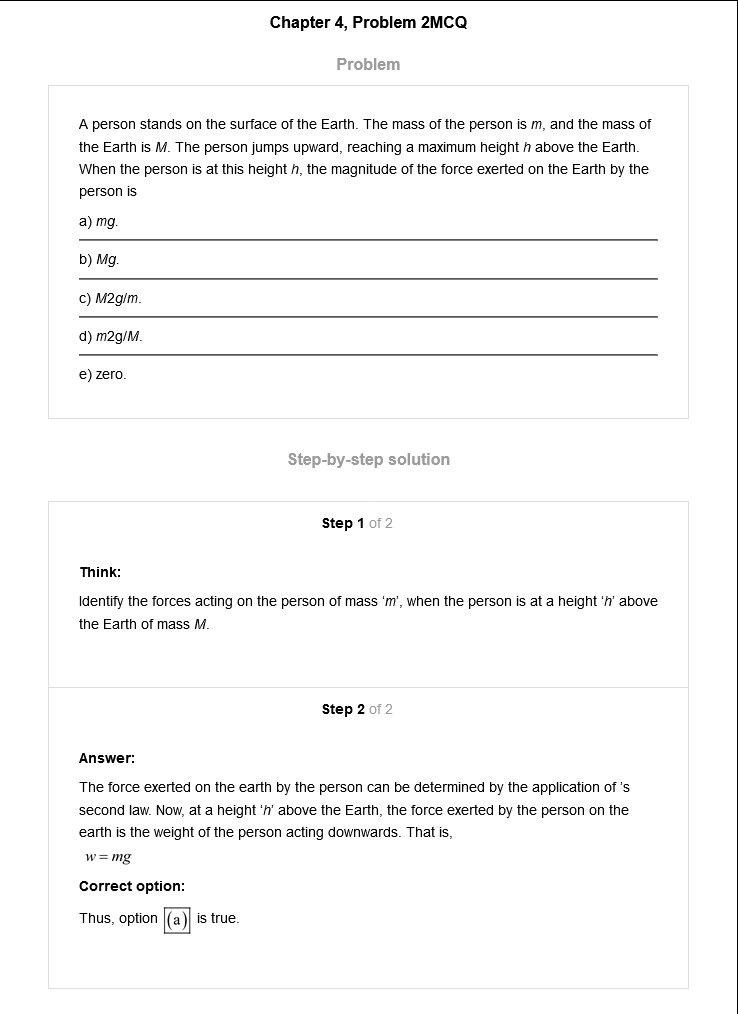 Chapter 4, Problem 2MCQ
Problem
A person stands on the surface of the Earth. The mass of the person is m, and the mass of
the Earth is M. The person jumps upward, reaching a maximum height h above the Earth.
When the person is at this height h, the magnitude of the force exerted on the Earth by the
person is
a) mg.
b) Mg.
c) M2g/m.
d) m2g/M.
e) zero.
Step-by-step solution
Step 1 of 2
Think:
Identify the forces acting on the person of mass ‘m’, when the person is at a height ‘h’ above
the Earth of mass M.
Step 2 of 2
Answer:
The force exerted on the earth by the person can be determined by the application of ’s
second law. Now, at a height ‘h’ above the Earth, the force exerted by the person on the
earth is the weight of the person acting downwards. That is,
w = mg
Correct option:
Thus, option (a) is true.